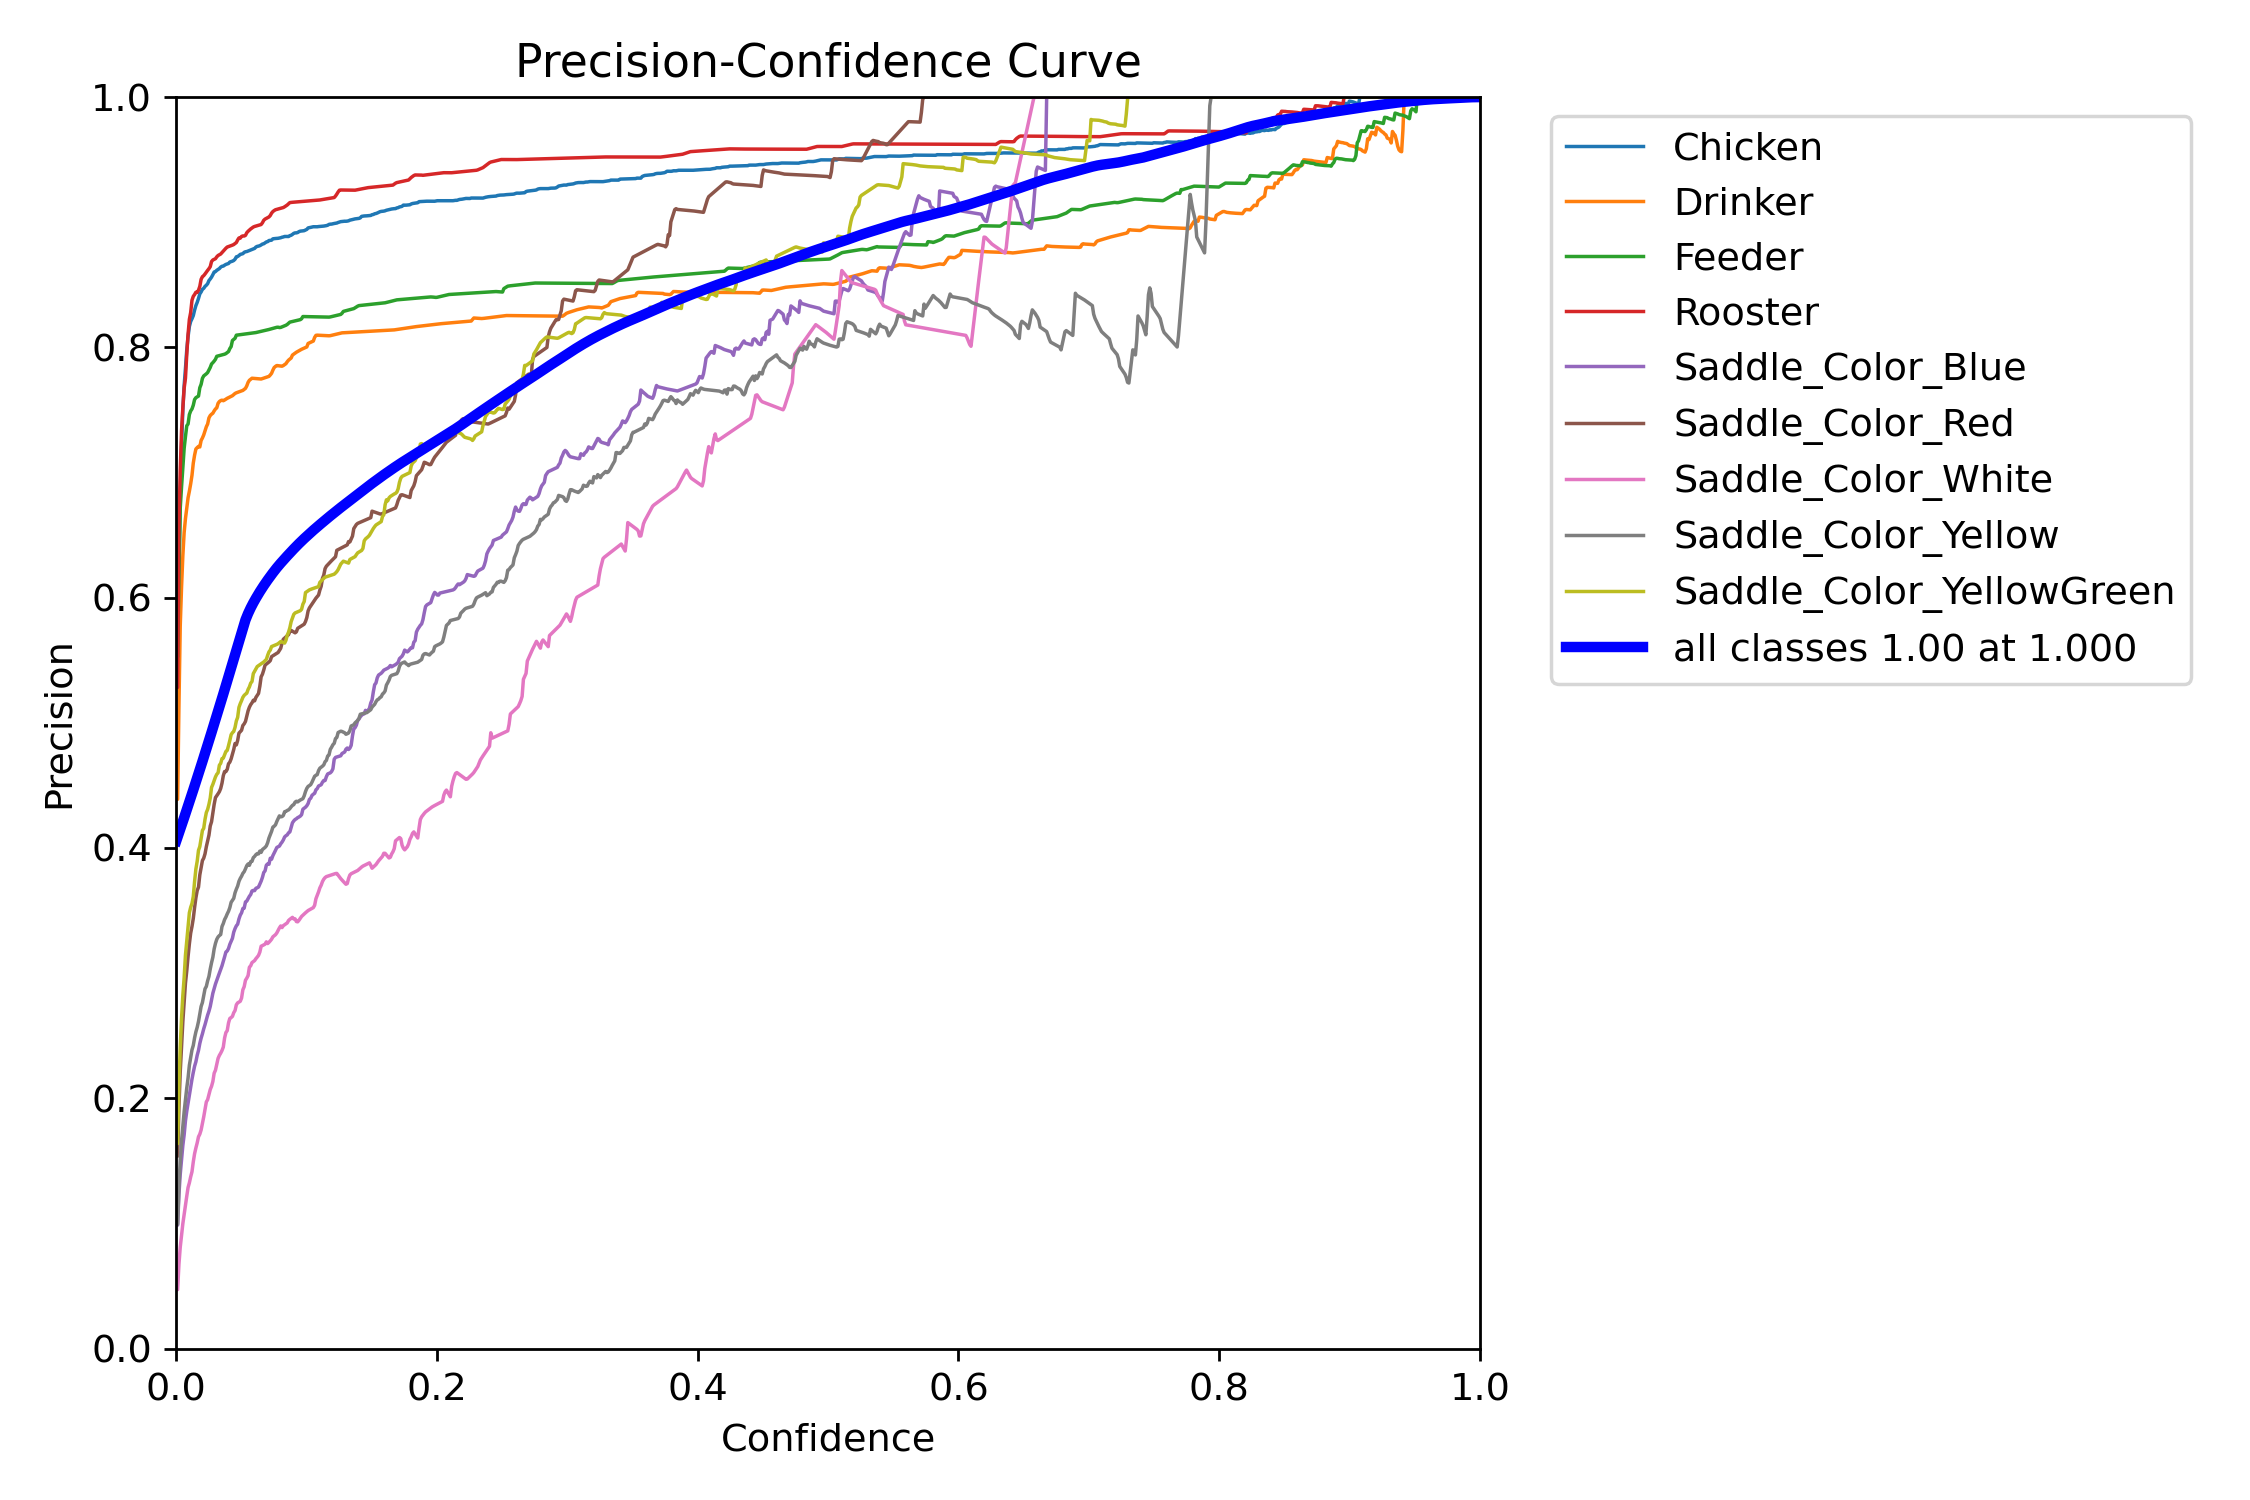 Precision-Confidence Curve
1.0
0.8
0.6
0.4
0.2
0.0
Precision
0.0 0.2 0.4 0.6 0.8 1.0
Confidence
Chicken
Drinker
Feeder
Rooster
Saddle_Color_Blue
Saddle_Color_Red
Saddle_Color_White
Saddle_Color_Yellow
Saddle_Color_YellowGreen
all classes 1.00 at 1.000